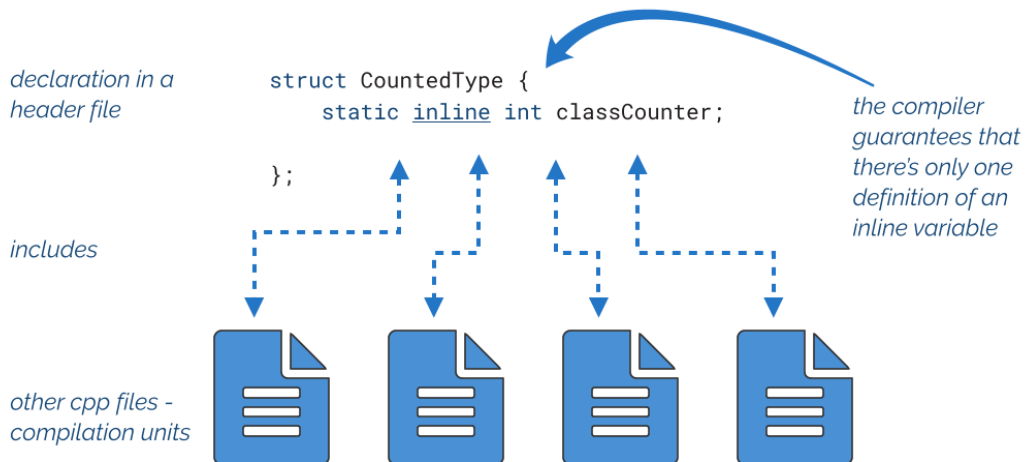 declaration in a
header file
struct CountedType {
static inline int classCounter;
};
the compiler
guarantees that
there's only one
definition of an
inline variable
includes
other cpp files -
compilation units